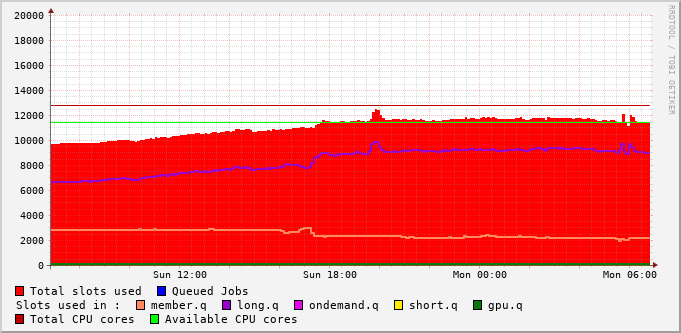 20000
18000
16000
14000
12000
10000
8000
6000
4000
2000
0
Sun 12:00 Sun 18:00 Mon 00:00 Mon 06:00
RRDTOOL / TOBI OETIKER
Total slots used Queued Jobs
Slots used in : member.q long.q ondemand.q short.q gpu.q
Total CPU cores Available CPU cores